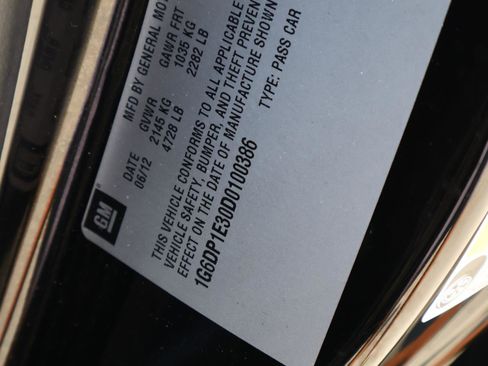 MFD BY GENERAL MO
DATE GVWR GAWR FRT
06/12 2145 KG 1035 KG
4728 LB 2282 LB
THIS VEHICLE CONFORMS TO ALL APPLICABLE
VEHICLE SAFETY, BUMPER, AND THEFT PREVEN
EFFECT ON THE DATE OF MANUFACTURE SHOWN
1G6DP1E30D0100386 TYPE: PASS CAR
GM